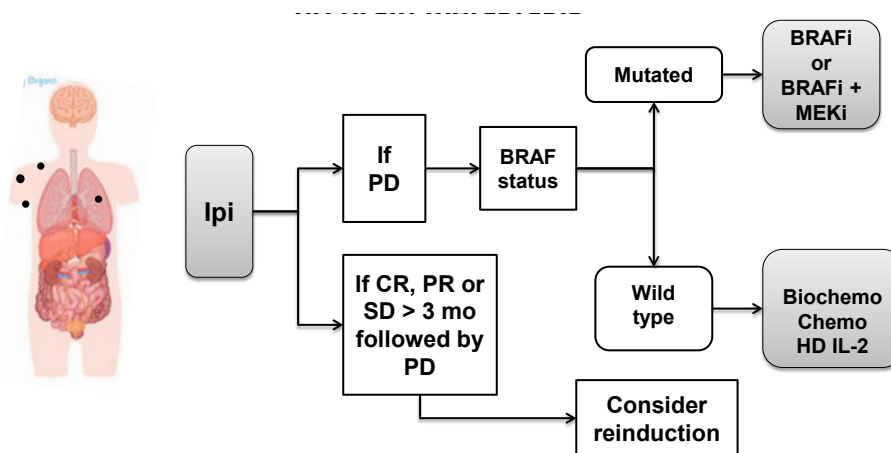 Organs
Ipi
If
PD
BRAF
status
Mutated
BRAFi
or
BRAFi +
MEKi
Wild
type
Biochemo
Chemo
HD IL-2
If CR, PR or
SD > 3 mo
followed by
PD
Consider
reinduction